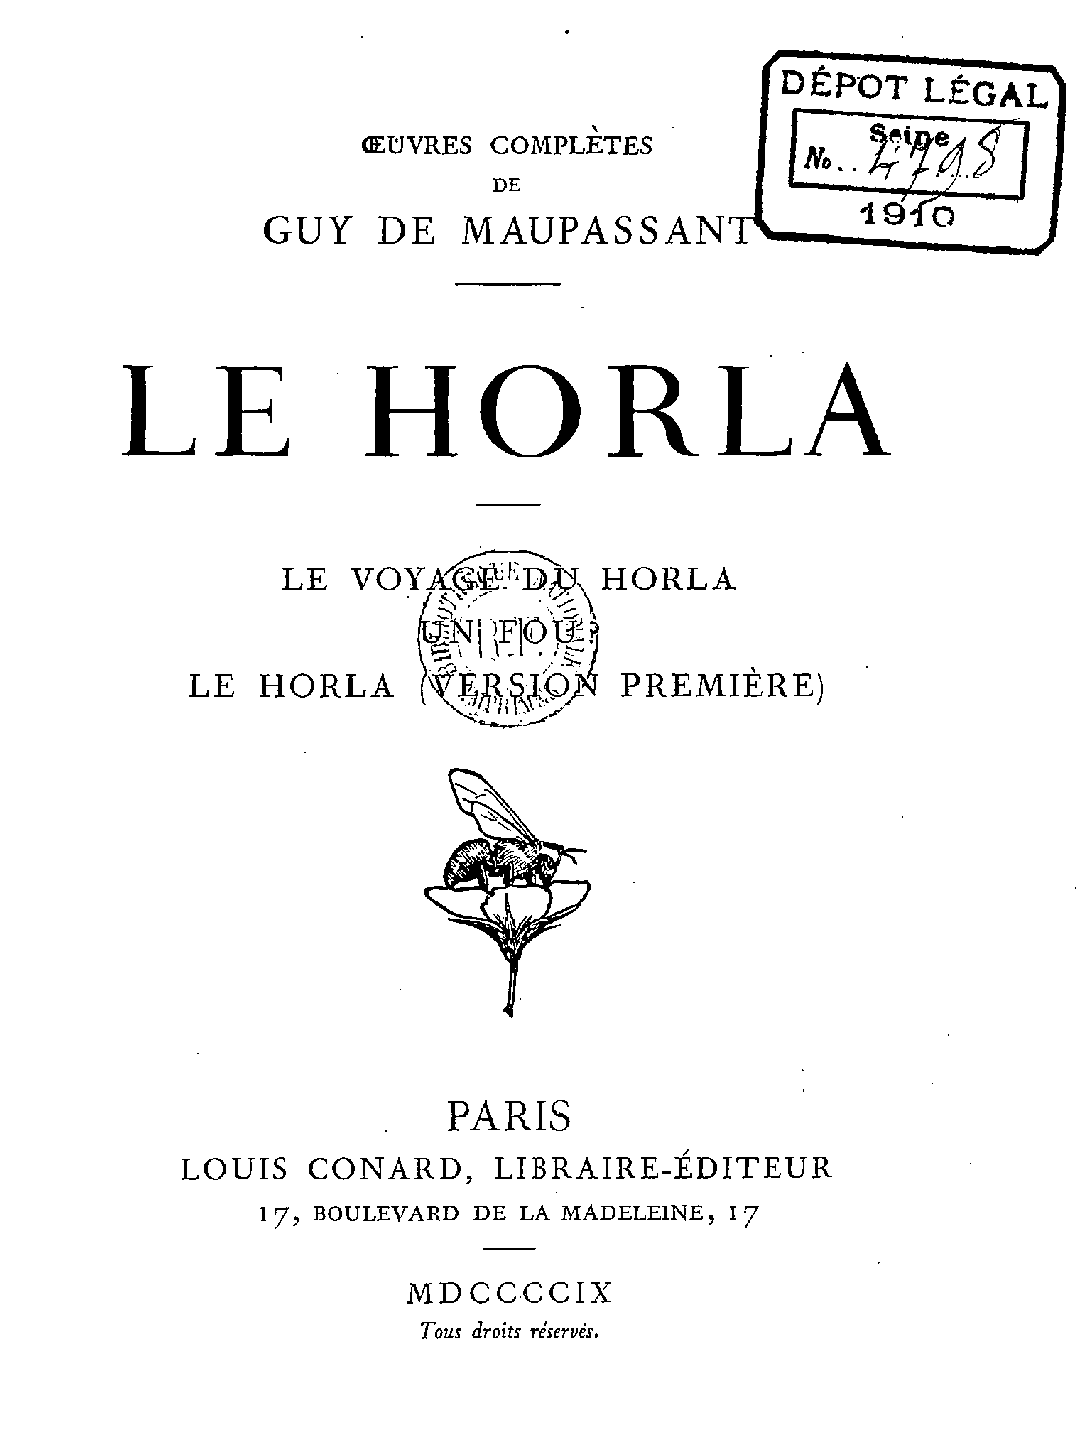 DÉPOT LÉGAL
Seine
No.. 4798
1910
ŒUVRES COMPLÈTES
DE
GUY DE MAUPASSANT
LE HORLA
LE VOYAGE DU HORLA
UN FOU?
LE HORLA (VERSION PREMIÈRE)
PARIS
LOUIS CONARD, LIBRAIRE-ÉDITEUR
17, BOULEVARD DE LA MADELEINE, 17
MDCCCCIX
Tous droits réservés.